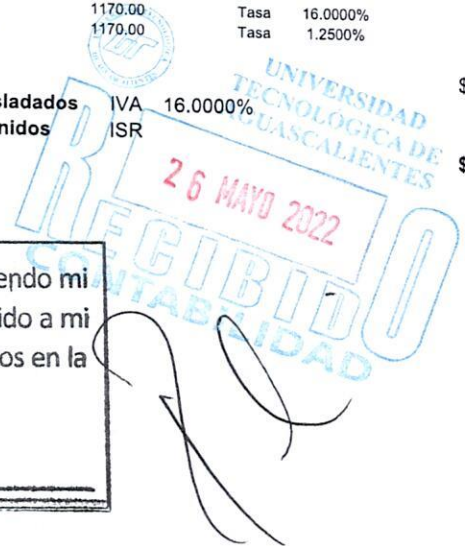 1170.00 Tasa 16.0000%
1170.00 Tasa 1.2500%
$
sladados IVA 16.0000%
nidos ISR
$
UNIVERSIDAD
TECNOLÓGICA DE
AGUASCALIENTES
26 MAYO 2022
RECIBIDO
CONTABILIDAD
endo mi
ido a mi
os en la